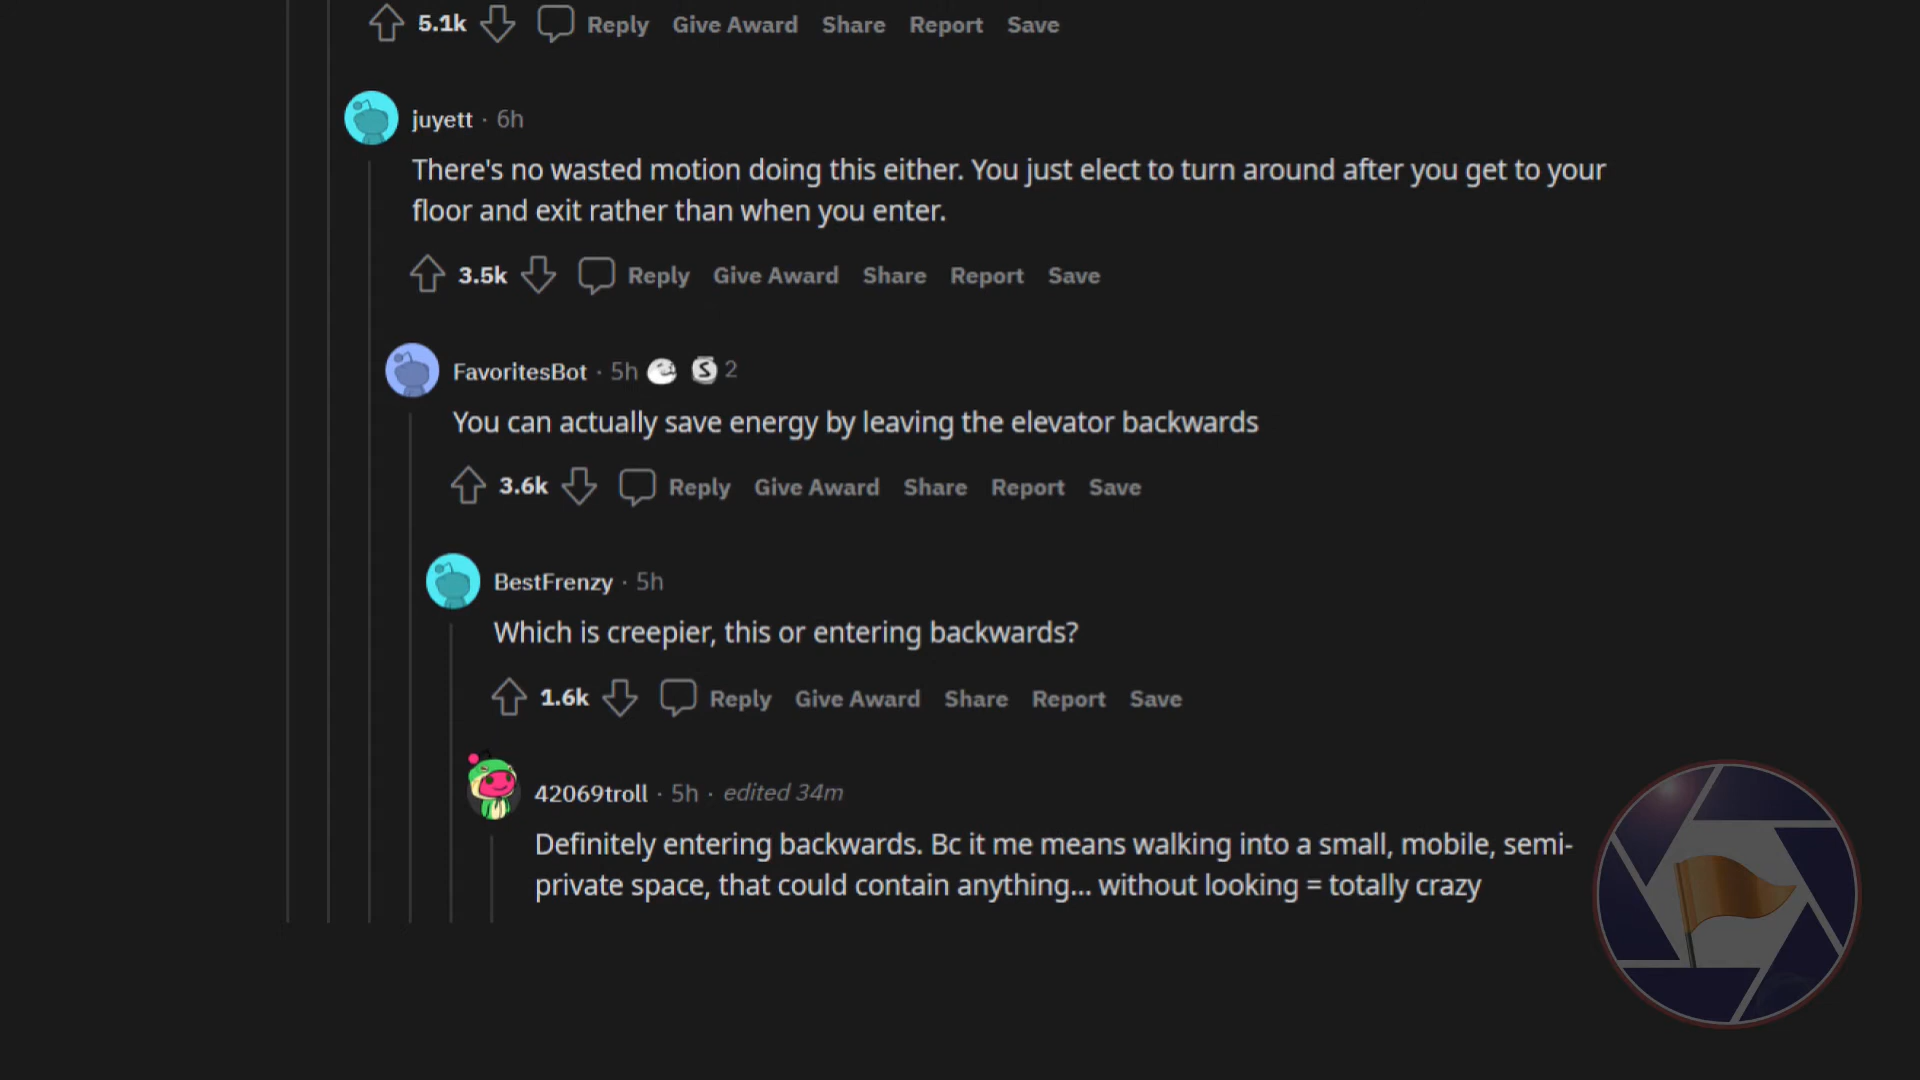 5.1k Reply Give Award Share Report Save
juyett · 6h
There's no wasted motion doing this either. You just elect to turn around after you get to your
floor and exit rather than when you enter.
3.5k Reply Give Award Share Report Save
FavoritesBot · 5h S 2
You can actually save energy by leaving the elevator backwards
3.6k Reply Give Award Share Report Save
BestFrenzy · 5h
Which is creepier, this or entering backwards?
1.6k Reply Give Award Share Report Save
42069troll · 5h · edited 34m
Definitely entering backwards. Bc it me means walking into a small, mobile, semi-
private space, that could contain anything... without looking = totally crazy